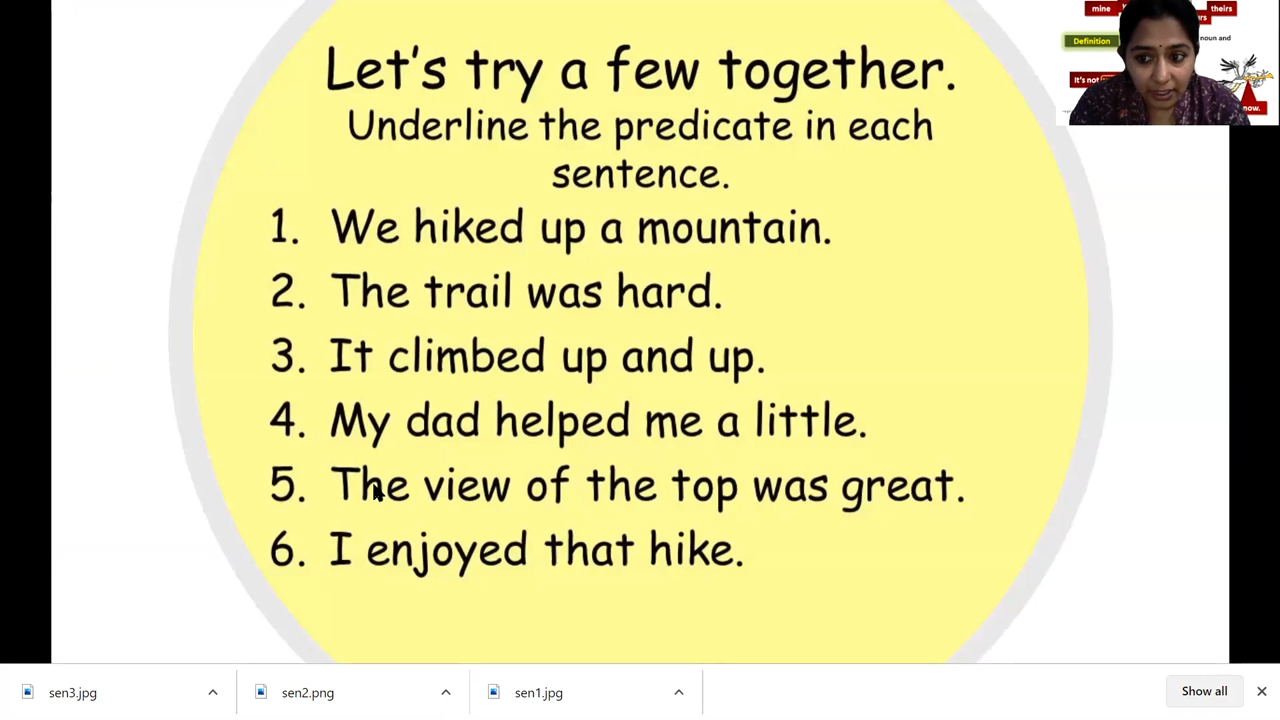 Let's try a few together.
Underline the predicate in each
sentence.
1. We hiked up a mountain.
2. The trail was hard.
3. It climbed up and up.
4. My dad helped me a little.
5. The view of the top was great.
6. I enjoyed that hike.
mine
theirs
Definition
noun and
It's not
now.
sen3.jpg
sen2.png
sen1.jpg
Show all